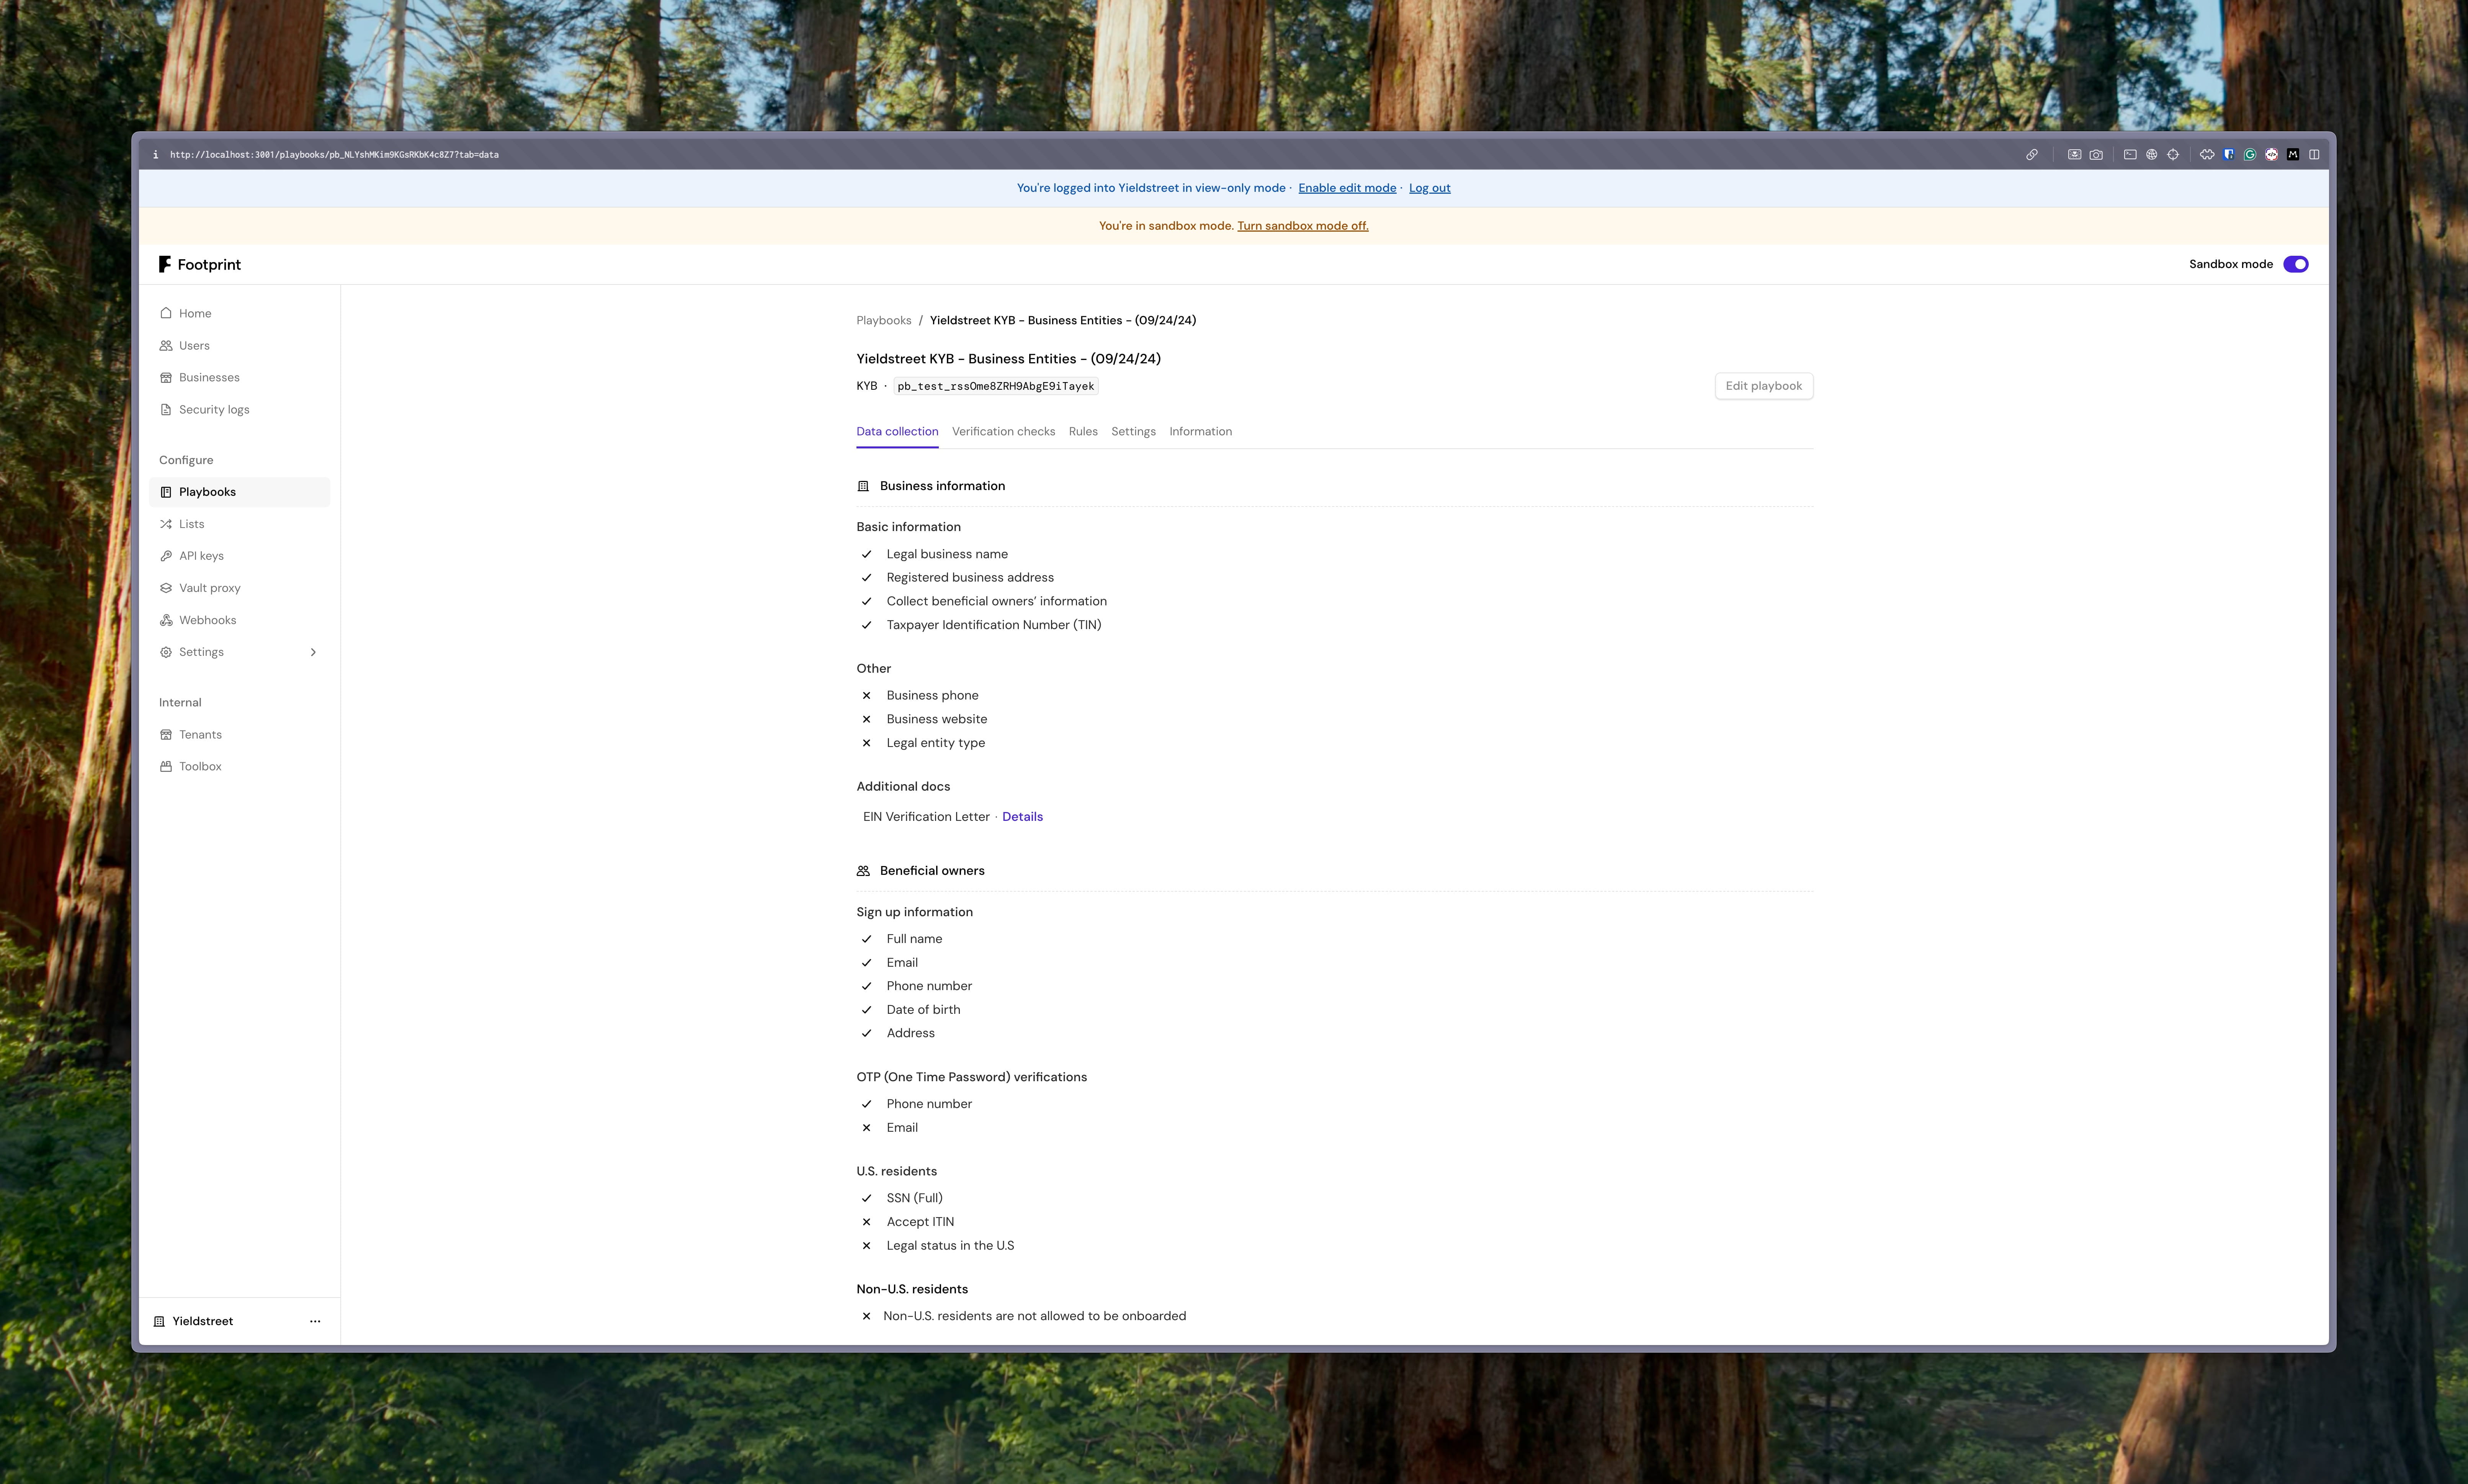 http://localhost:3001/playbooks/pb_NLYshMKim9KGsRKbK4c8Z7?tab=data
You're logged into Yieldstreet in view-only mode · Enable edit mode · Log out
You're in sandbox mode. Turn sandbox mode off.
Footprint
Sandbox mode
Home
Users
Businesses
Security logs
Configure
Playbooks
Lists
API keys
Vault proxy
Webhooks
Settings
Internal
Tenants
Toolbox
Yieldstreet
Playbooks / Yieldstreet KYB - Business Entities - (09/24/24)
Yieldstreet KYB - Business Entities - (09/24/24)
KYB · pb_test_rssOme8ZRH9AbgE9iTayek
Edit playbook
Data collection Verification checks Rules Settings Information
Business information
Basic information
Legal business name
Registered business address
Collect beneficial owners’ information
Taxpayer Identification Number (TIN)
Other
Business phone
Business website
Legal entity type
Additional docs
EIN Verification Letter · Details
Beneficial owners
Sign up information
Full name
Email
Phone number
Date of birth
Address
OTP (One Time Password) verifications
Phone number
Email
U.S. residents
SSN (Full)
Accept ITIN
Legal status in the U.S
Non-U.S. residents
Non-U.S. residents are not allowed to be onboarded